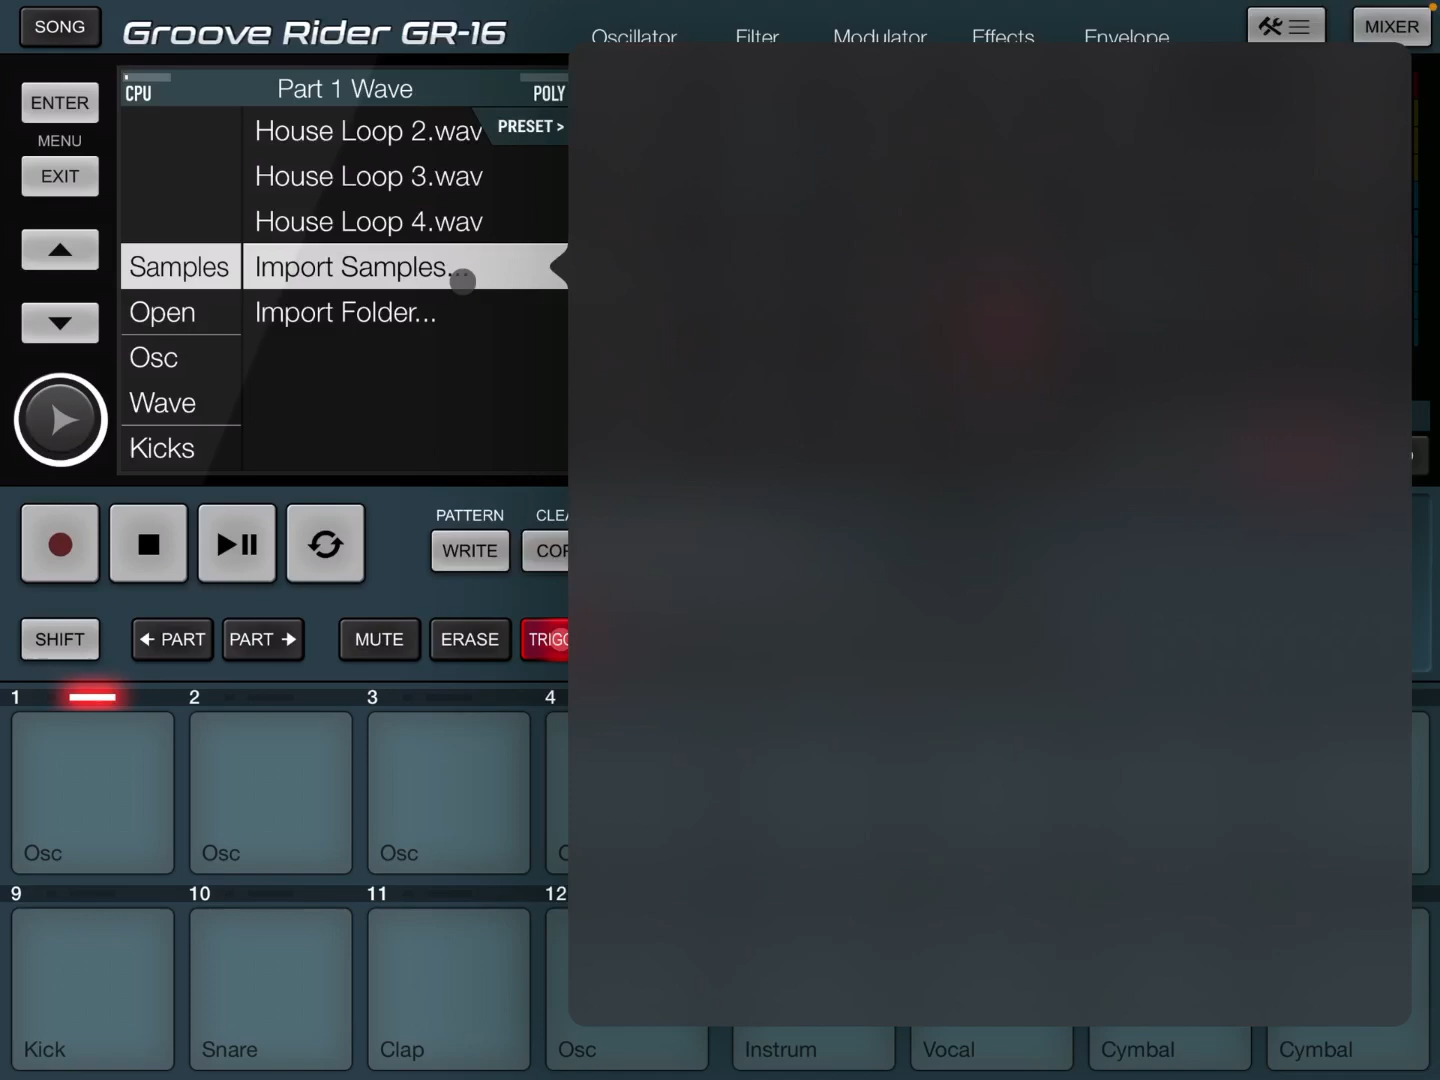 SONG
Groove Rider GR-16
Oscillator
Filter
Modulator
Effects
Envelope
MIXER
ENTER
MENU
EXIT
CPU
Part 1 Wave
POLY
PRESET >
House Loop 2.wav
House Loop 3.wav
House Loop 4.wav
Samples
Import Samples...
Open
Import Folder...
Osc
Wave
Kicks
PATTERN
WRITE
SHIFT
PART
PART
MUTE
ERASE
1
2
3
4
Osc
Osc
Osc
9
10
11
12
Kick
Snare
Clap
Osc
Instrum
Vocal
Cymbal
Cymbal